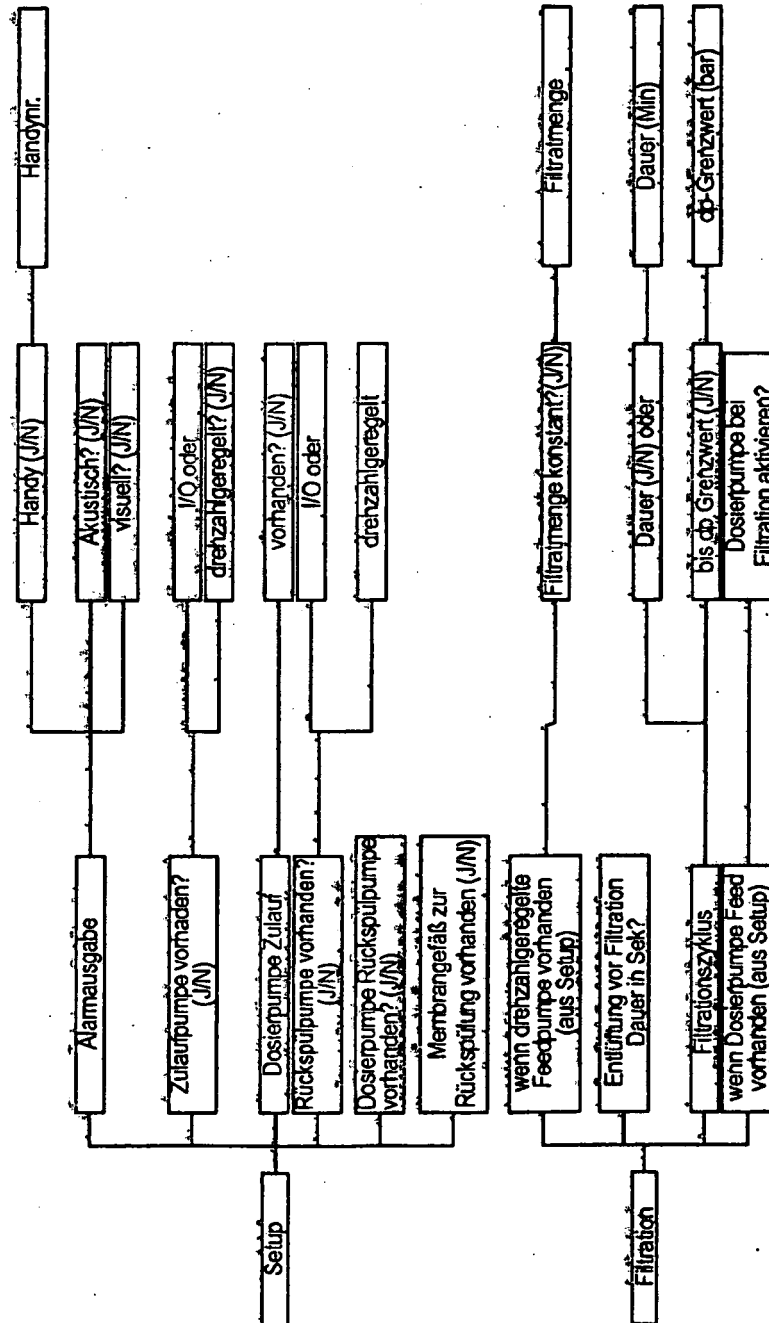 Setup
Alarmausgabe
Handy (J/N)
Handynr.
Akustisch? (J/N)
visuell? (J/N)
Zulaufpumpe vorhaden?
(J/N)
I/O oder
drehzahlgeregelt? (J/N)
Dosierpumpe Zulauf
vorhanden? (J/N)
Rückspülpumpe vorhanden?
(J/N)
I/O oder
drehzahlgeregelt
Dosierpumpe Rückspülpumpe
vorhanden? (J/N)
Membrangefäß zur
Rückspülung vorhanden (J/N)
Filtration
wenn drehzahlgeregelte
Feedpumpe vorhanden
(aus Setup)
Filtratmenge konstant?(J/N)
Filtratmenge
Entlüftung vor Filtration
Dauer in Sek?
Filtrationszyklus
Dauer (J/N) oder
Dauer (Min)
bis dp Grenzwert (J/N)
dp-Grenzwert (bar)
wenn Dosierpumpe Feed
vorhanden (aus Setup)
Dosierpumpe bei
Filtration aktivieren?